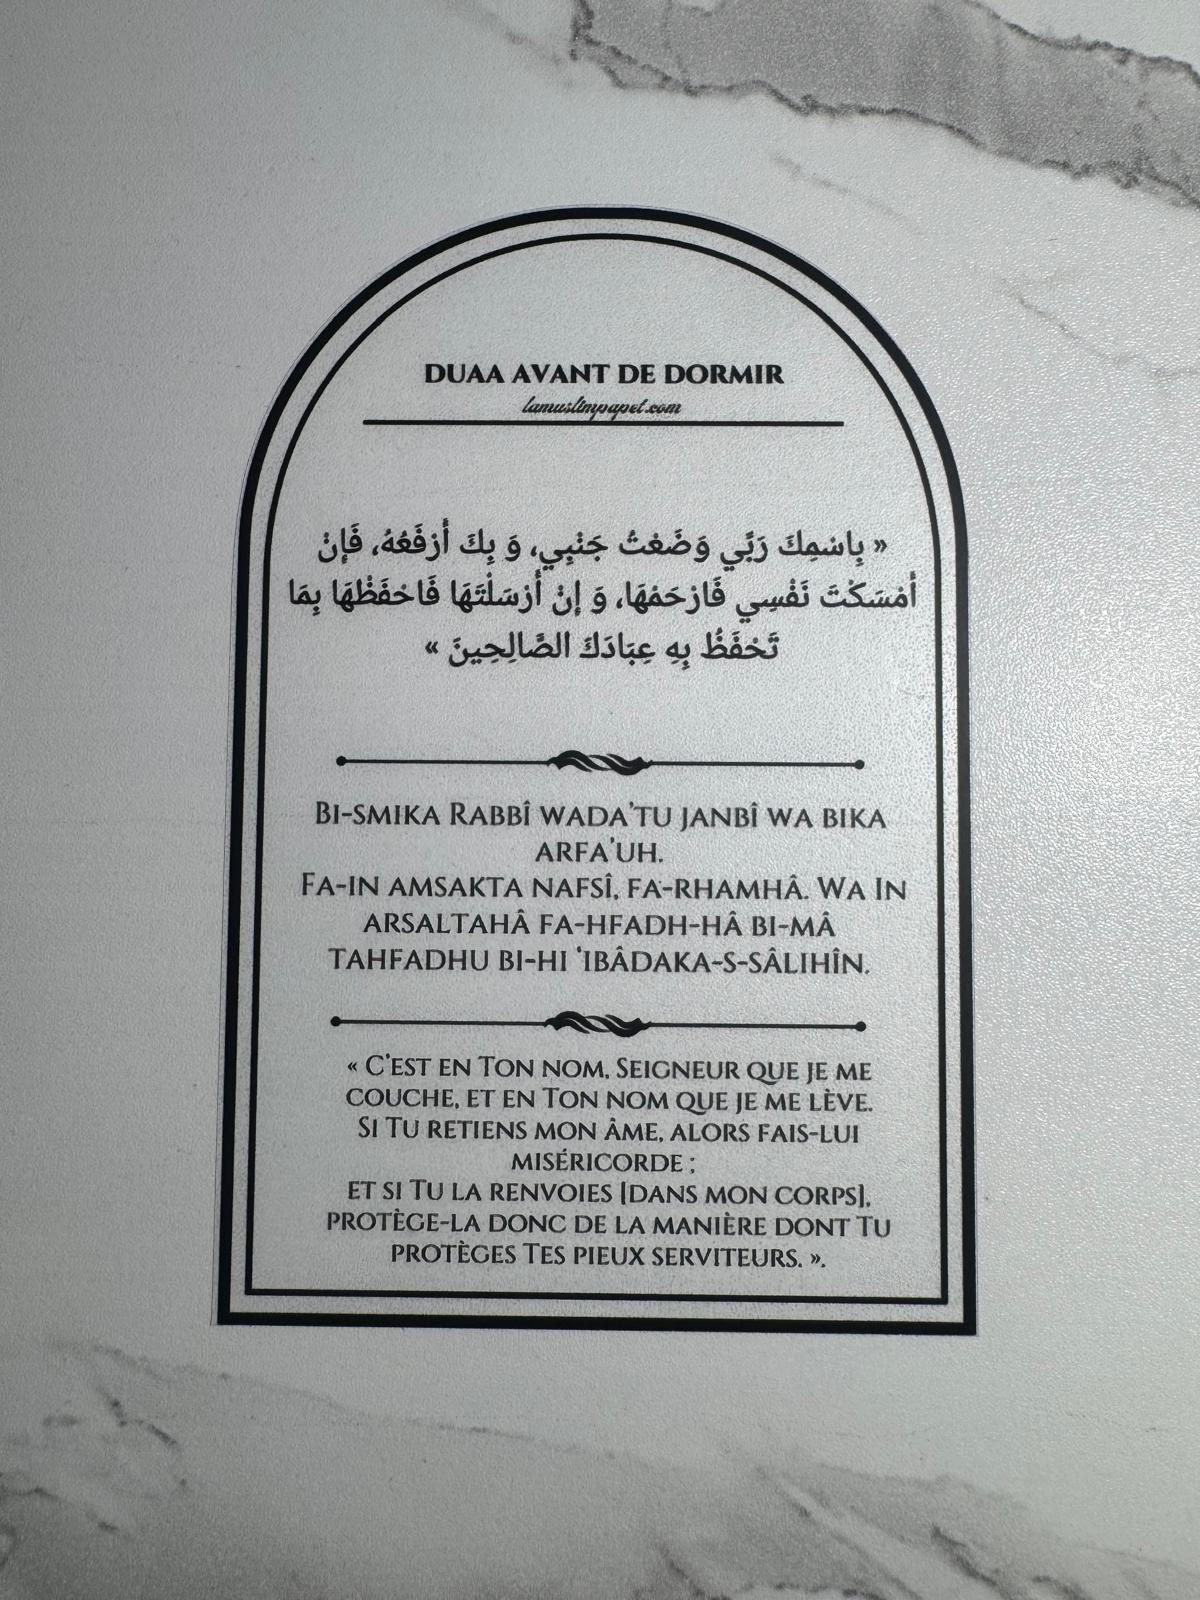 DUAA AVANT DE DORMIR
lamuslimpapet.com
« بِاسْمِكَ رَبِّي وَضَعْتُ جَنْبِي، وَ بِكَ أَرْفَعُهُ، فَإِنْ
أَمْسَكْتَ نَفْسِي فَارْحَمْهَا، وَ إِنْ أَرْسَلْتَهَا فَاحْفَظْهَا بِمَا
تَحْفَظُ بِهِ عِبَادَكَ الصَّالِحِينَ »
Bi-smika Rabbî wada'tu janbî wa bika
arfa'uh.
Fa-in amsakta nafsî, fa-rhamhâ. Wa In
arsaltahâ fa-hfadh-hâ bi-mâ
tahfadhu bi-hi 'ibâdaka-s-sâlihîn.
« C'est en Ton nom, Seigneur que je me
couche, et en Ton nom que je me lève.
Si Tu retiens mon âme, alors fais-lui
miséricorde ;
et si Tu la renvoies [dans mon corps],
protège-la donc de la manière dont Tu
protèges Tes pieux serviteurs. ».